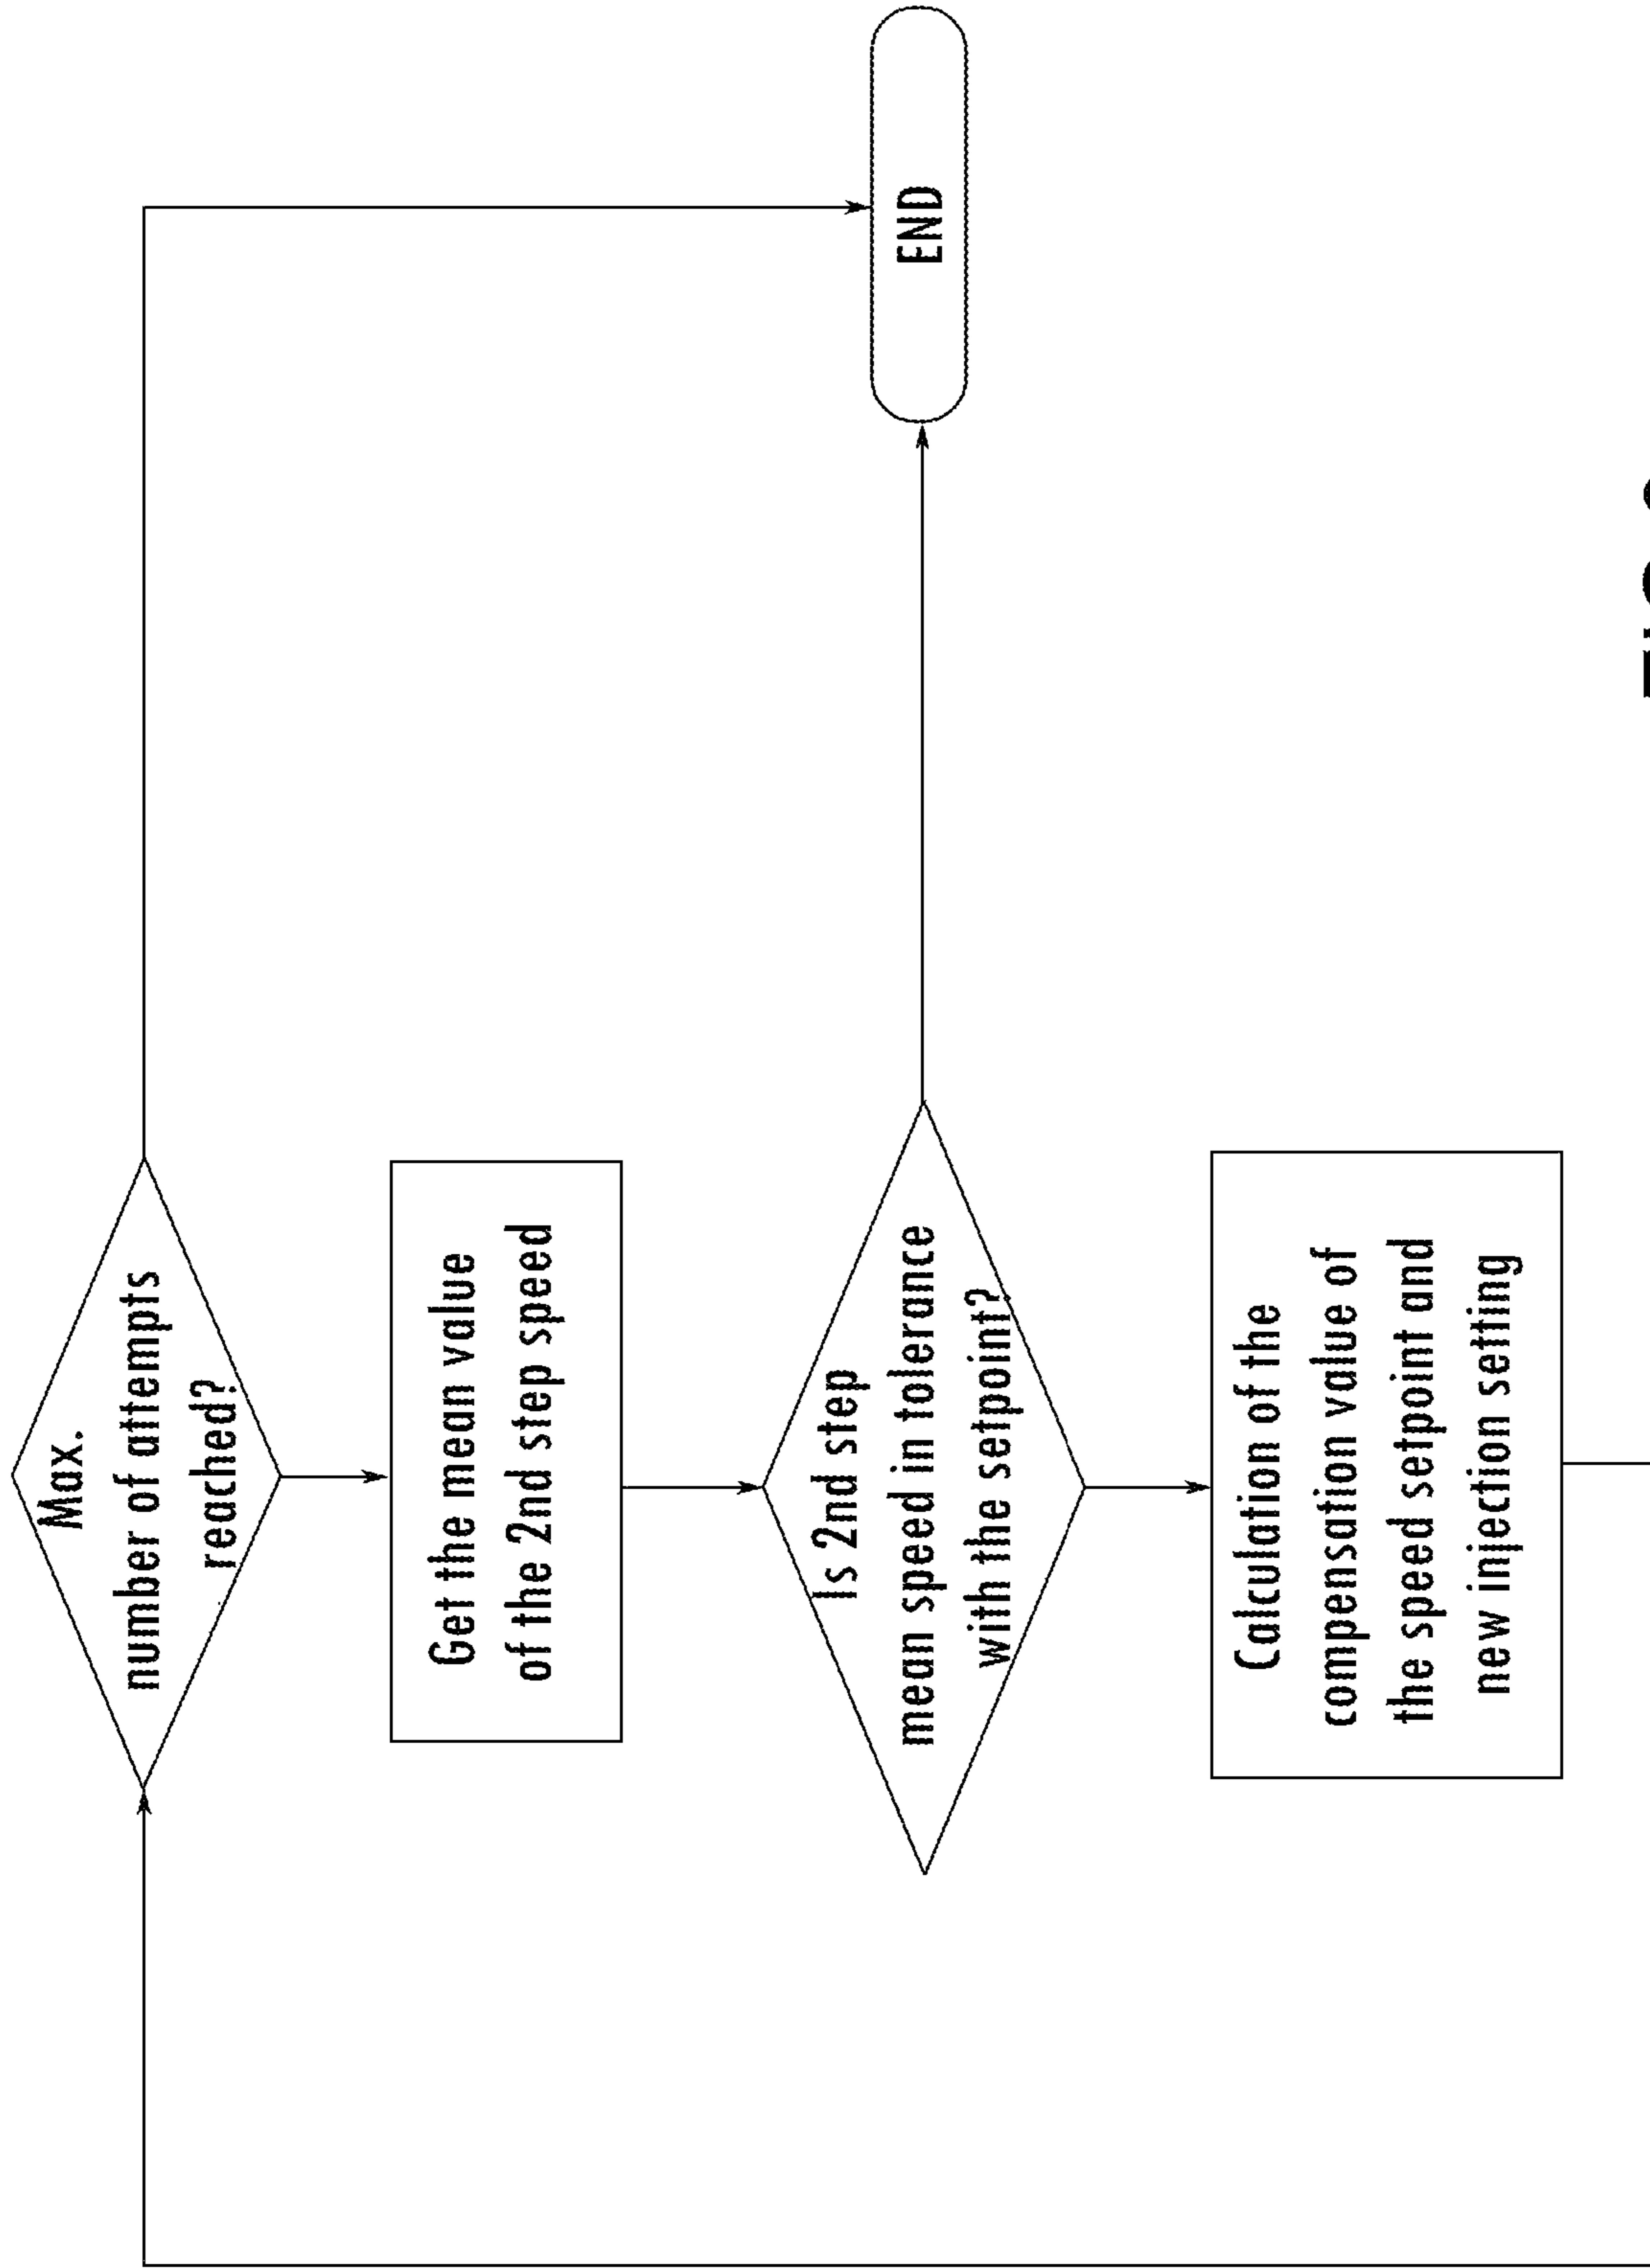 Max.
number of attempts
reached?
Get the mean value
of the 2nd step speed
Is 2nd step
mean speed in tolerance
with the setpoint?
END
Calculation of the
compensation value of
the speed setpoint and
new injection setting